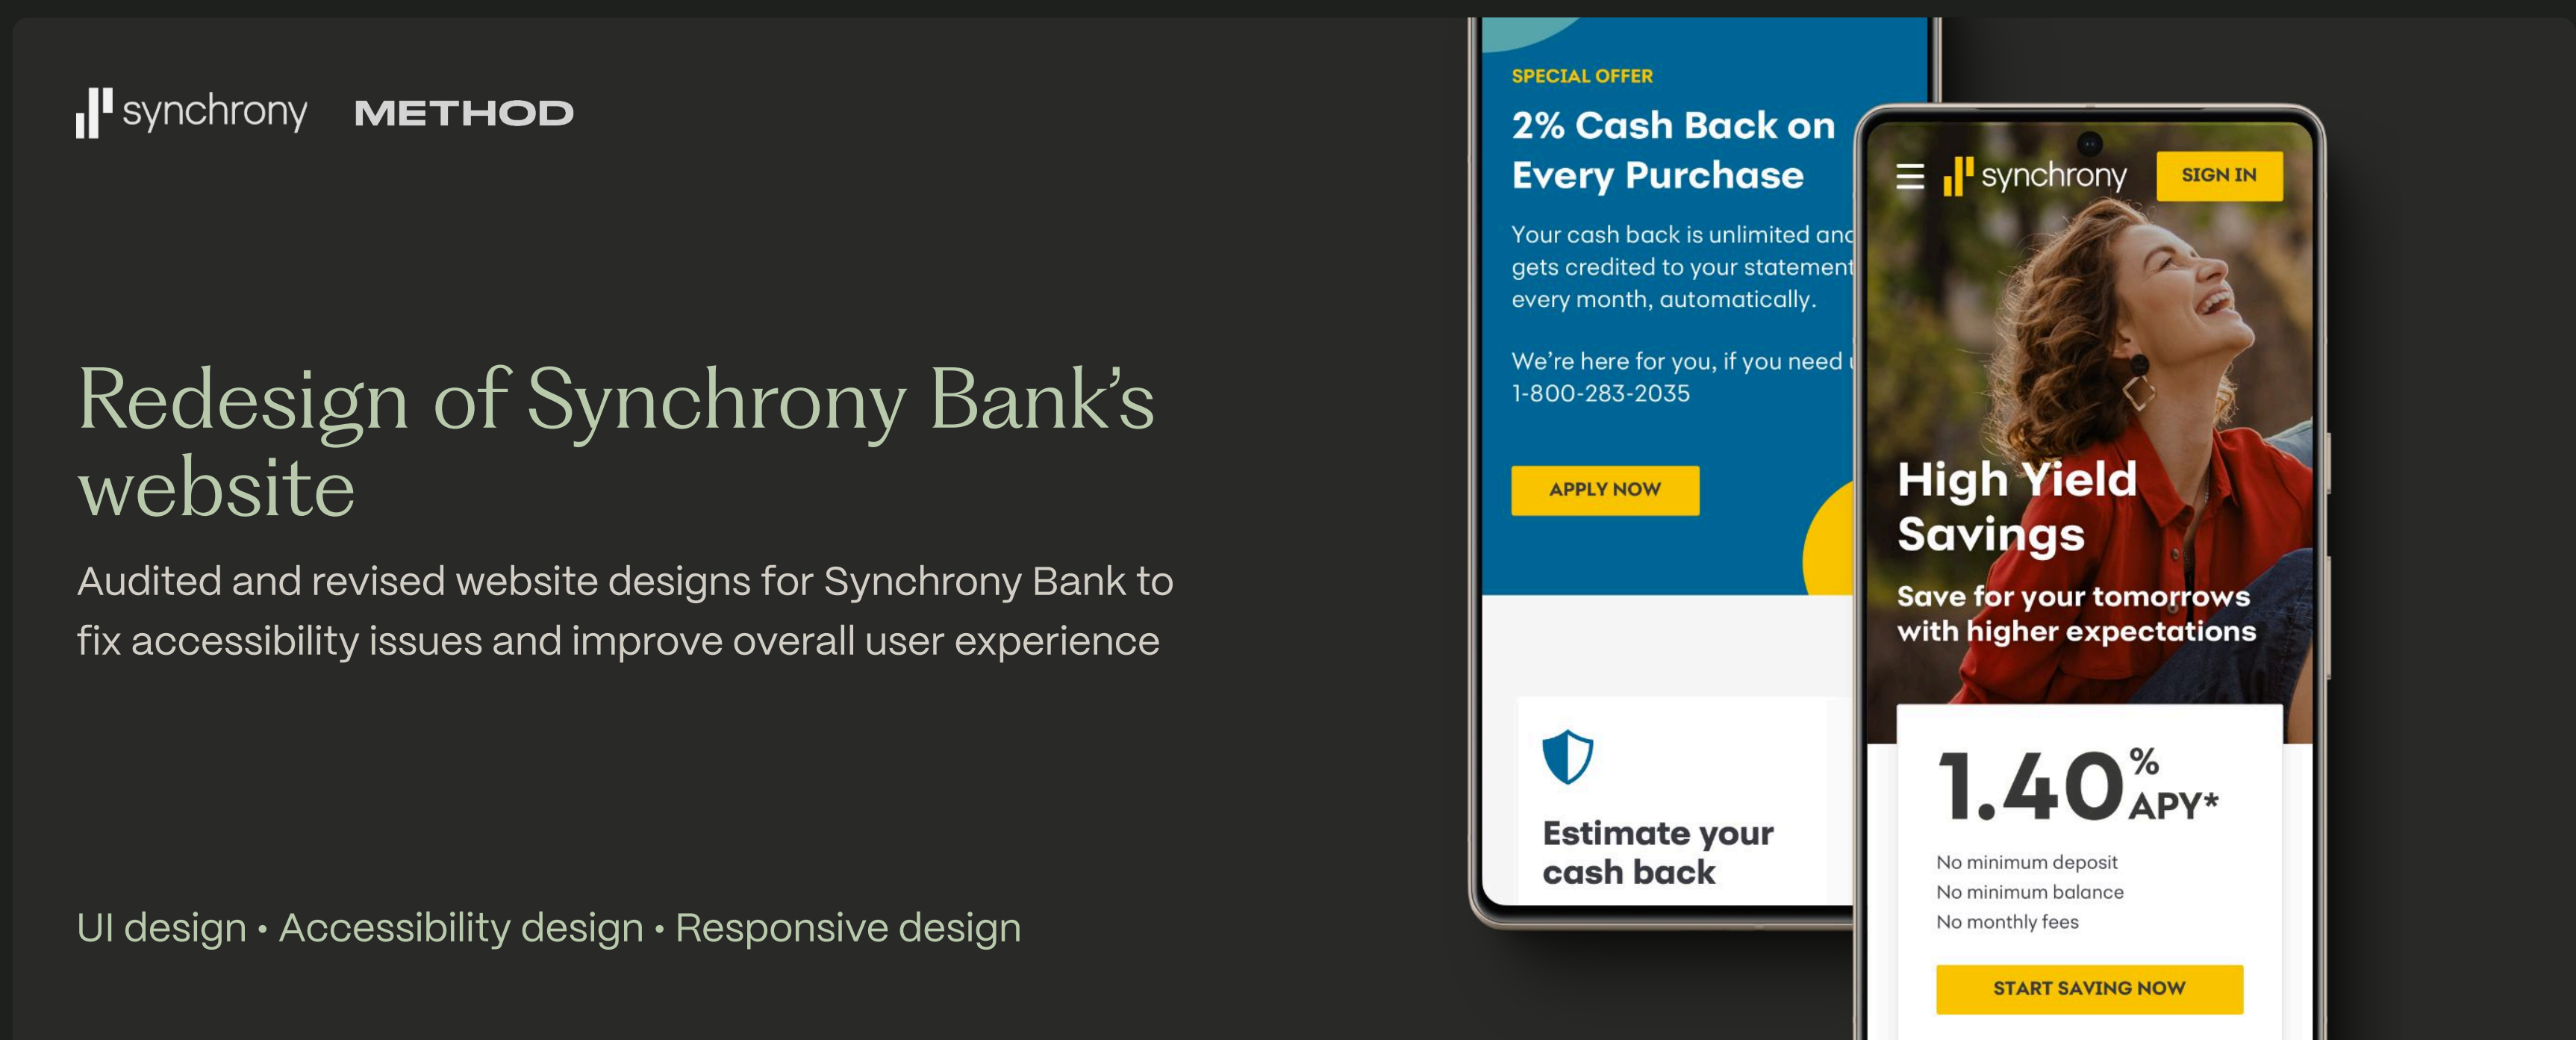 synchrony METHOD
Redesign of Synchrony Bank’s
website
Audited and revised website designs for Synchrony Bank to
fix accessibility issues and improve overall user experience
UI design • Accessibility design • Responsive design
SPECIAL OFFER
2% Cash Back on
Every Purchase
Your cash back is unlimited and
gets credited to your statement
every month, automatically.
We’re here for you, if you need
1-800-283-2035
APPLY NOW
Estimate your
cash back
synchrony SIGN IN
High Yield
Savings
Save for your tomorrows
with higher expectations
1.40% APY*
No minimum deposit
No minimum balance
No monthly fees
START SAVING NOW